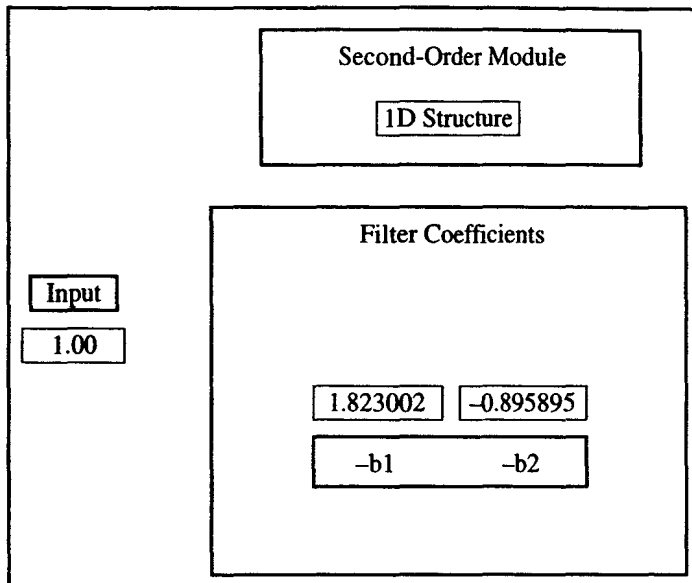 Second-Order Module
1D Structure
Filter Coefficients
Input
1.00
1.823002 –0.895895
–b1 –b2